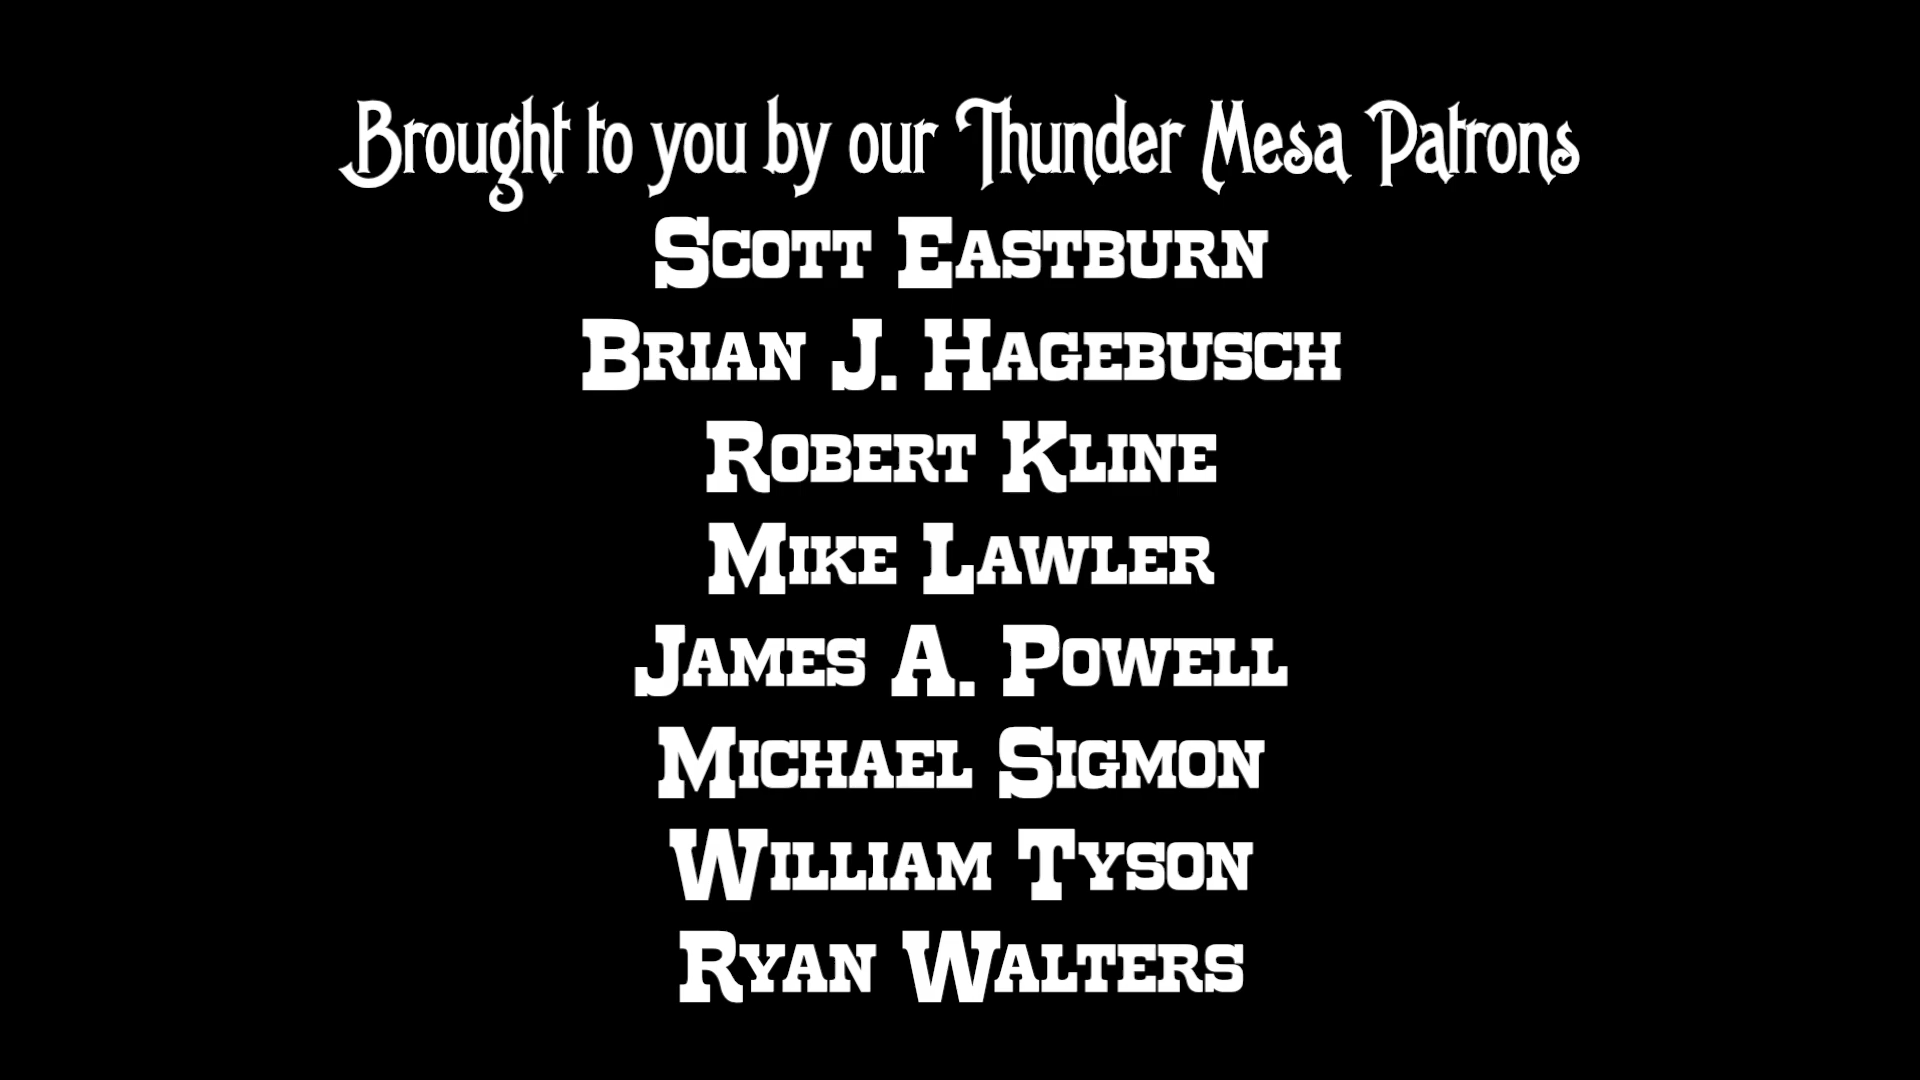 Brought to you by our Thunder Mesa Patrons
Scott Eastburn
Brian J. Hagebusch
Robert Kline
Mike Lawler
James A. Powell
Michael Sigmon
William Tyson
Ryan Walters